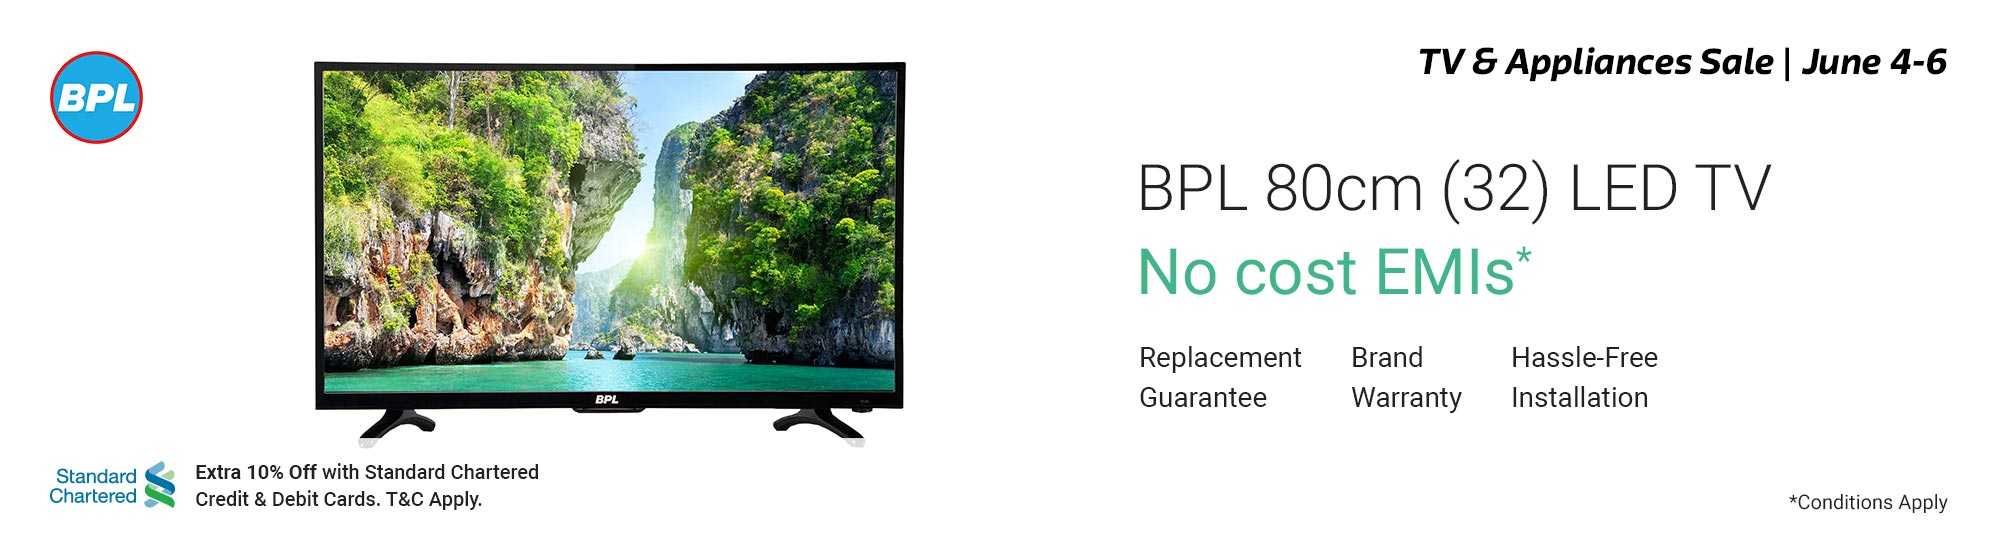 BPL
TV & Appliances Sale | June 4-6
BPL 80cm (32) LED TV
No cost EMIs*
Replacement
Guarantee
Brand
Warranty
Hassle-Free
Installation
BPL
Standard
Chartered
Extra 10% Off with Standard Chartered
Credit & Debit Cards. T&C Apply.
*Conditions Apply